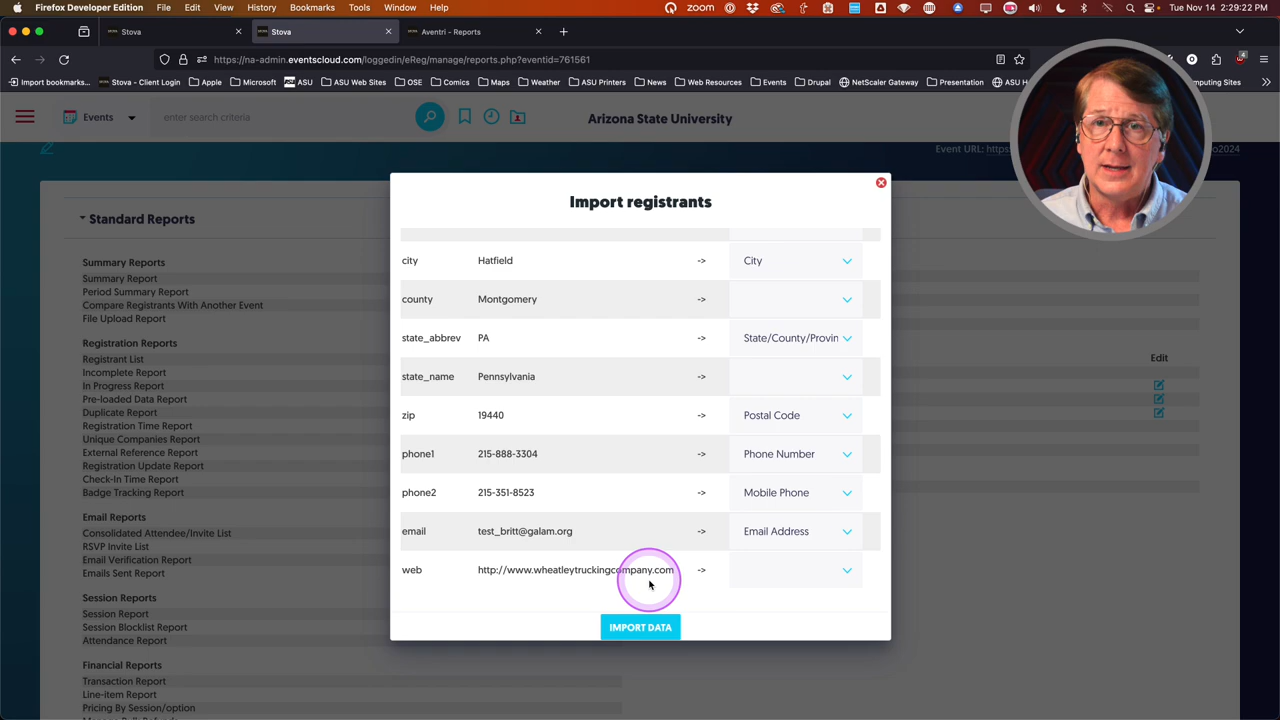 Firefox Developer Edition File Edit View History Bookmarks Tools Window Help zoom Tue Nov 14 2:29:22 PM
Stova Stova Aventri - Reports
https://na-admin.eventscloud.com/loggedin/eReg/manage/reports.php?eventid=761561
Import bookmarks... Stova - Client Login Apple Microsoft ASU ASU Web Sites OSE Comics Weather ASU Printers News Web Resources Events Drupal NetScaler Gateway Presentation ASU H mputing Sites
Events enter search criteria Arizona State University
Event URL: https: o2024
Standard Reports
Summary Reports
Summary Report
Period Summary Report
Compare Registrants With Another Event
File Upload Report
Registration Reports
Registrant List
Incomplete Report
In Progress Report
Pre-loaded Data Report
Duplicate Report
Registration Time Report
Unique Companies Report
External Reference Report
Registration Update Report
Check-In Time Report
Badge Tracking Report
Email Reports
Consolidated Attendee/Invite List
RSVP Invite List
Email Verification Report
Emails Sent Report
Session Reports
Session Report
Session Blocklist Report
Attendance Report
Financial Reports
Transaction Report
Line-item Report
Pricing By Session/option
Edit
Import registrants
city Hatfield -> City
county Montgomery ->
state_abbrev PA -> State/County/Provin
state_name Pennsylvania ->
zip 19440 -> Postal Code
phone1 215-888-3304 -> Phone Number
phone2 215-351-8523 -> Mobile Phone
email test_britt@galam.org -> Email Address
web http://www.wheatleytruckingcompany.com ->
IMPORT DATA